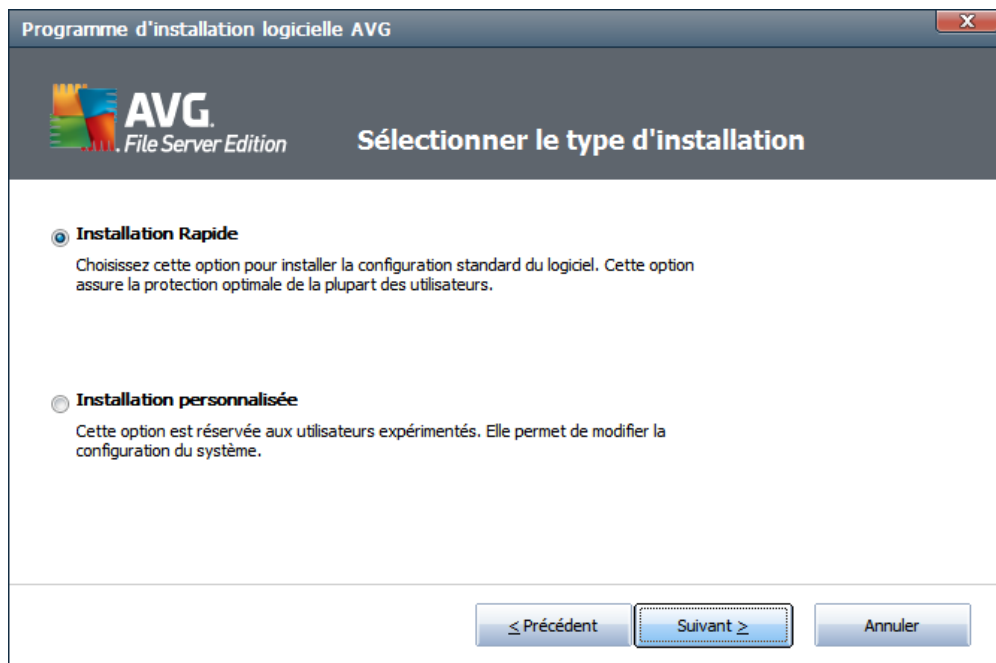 Programme d'installation logicielle AVG
X
AVG.
File Server Edition
Sélectionner le type d'installation
Installation Rapide
Choisissez cette option pour installer la configuration standard du logiciel. Cette option
assure la protection optimale de la plupart des utilisateurs.
Installation personnalisée
Cette option est réservée aux utilisateurs expérimentés. Elle permet de modifier la
configuration du système.
< Précédent
Suivant >
Annuler